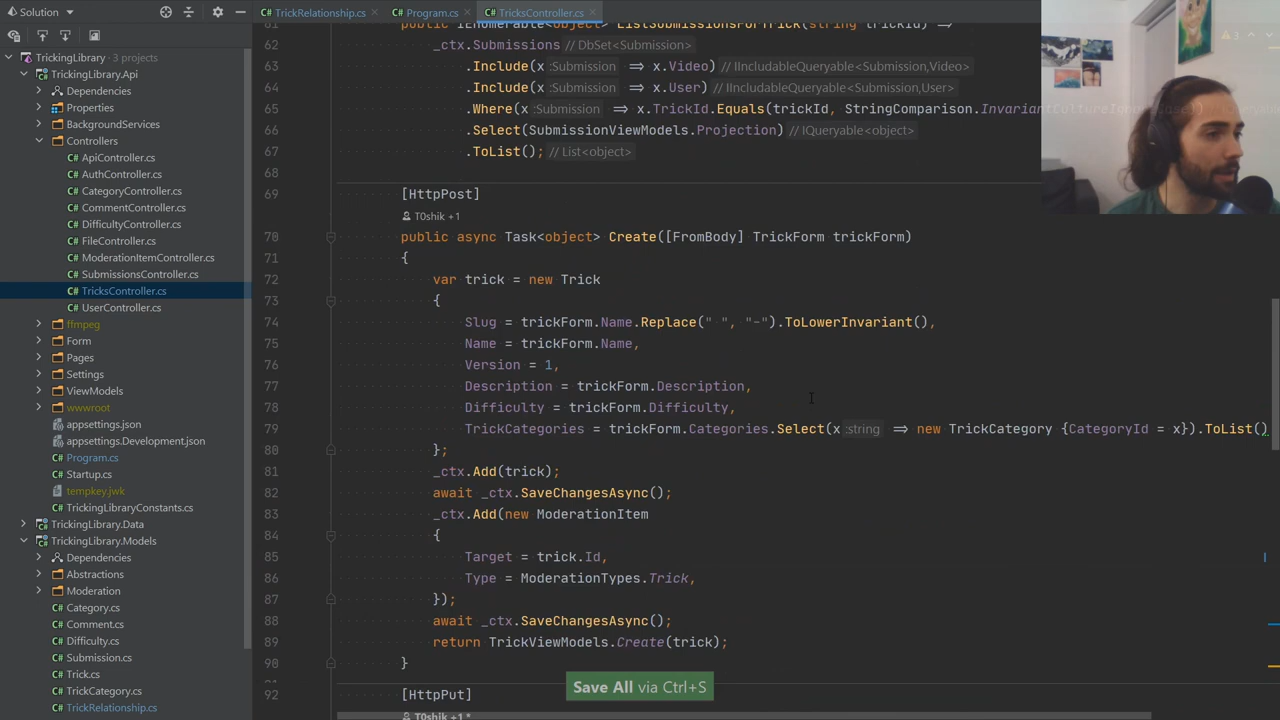 Solution
TrickRelationship.cs
Program.cs
TricksController.cs
TrickingLibrary · 3 projects
TrickingLibrary.Api
Dependencies
Properties
BackgroundServices
Controllers
ApiController.cs
AuthController.cs
CategoryController.cs
CommentController.cs
DifficultyController.cs
FileController.cs
ModerationItemController.cs
SubmissionsController.cs
TricksController.cs
UserController.cs
ffmpeg
Form
Pages
Settings
ViewModels
wwwroot
appsettings.json
appsettings.Development.json
Program.cs
Startup.cs
tempkey.jwk
TrickingLibraryConstants.cs
TrickingLibrary.Data
TrickingLibrary.Models
Dependencies
Abstractions
Moderation
Category.cs
Comment.cs
Difficulty.cs
Submission.cs
Trick.cs
TrickCategory.cs
TrickRelationship.cs
61 public IEnumerable<object> ListSubmissionsForTrick(string trickId) =>
62 _ctx.Submissions // DbSet<Submission>
63 .Include(x :Submission => x.Video) // IIncludableQueryable<Submission,Video>
64 .Include(x :Submission => x.User) // IIncludableQueryable<Submission,User>
65 .Where(x :Submission => x.TrickId.Equals(trickId, StringComparison.InvariantCultureIgnoreCase))
66 .Select(SubmissionViewModels.Projection) // IQueryable<object>
67 .ToList(); // List<object>
68
69 [HttpPost]
T0shik +1
70 public async Task<object> Create([FromBody] TrickForm trickForm)
71 {
72 var trick = new Trick
73 {
74 Slug = trickForm.Name.Replace(" ", "-").ToLowerInvariant(),
75 Name = trickForm.Name,
76 Version = 1,
77 Description = trickForm.Description,
78 Difficulty = trickForm.Difficulty,
79 TrickCategories = trickForm.Categories.Select(x :string => new TrickCategory {CategoryId = x}).ToList()
80 };
81 _ctx.Add(trick);
82 await _ctx.SaveChangesAsync();
83 _ctx.Add(new ModerationItem
84 {
85 Target = trick.Id,
86 Type = ModerationTypes.Trick,
87 });
88 await _ctx.SaveChangesAsync();
89 return TrickViewModels.Create(trick);
90 }
92 [HttpPut]
T0shik +1 *
Save All via Ctrl+S
3